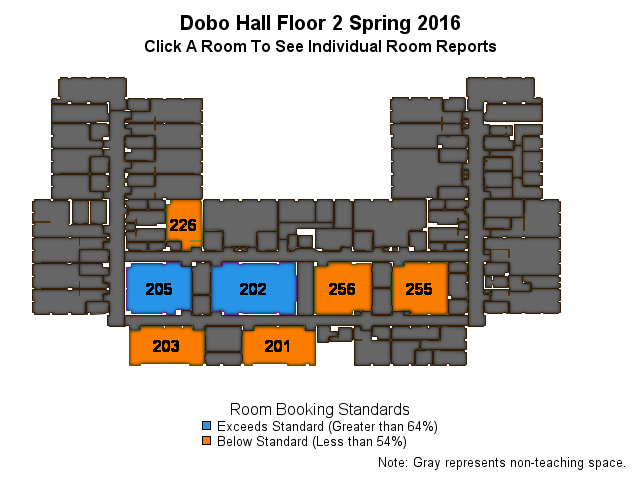 Dobo Hall Floor 2 Spring 2016
Click A Room To See Individual Room Reports
226
205
202
256
255
203
201
Room Booking Standards
Exceeds Standard (Greater than 64%)
Below Standard (Less than 54%)
Note: Gray represents non-teaching space.